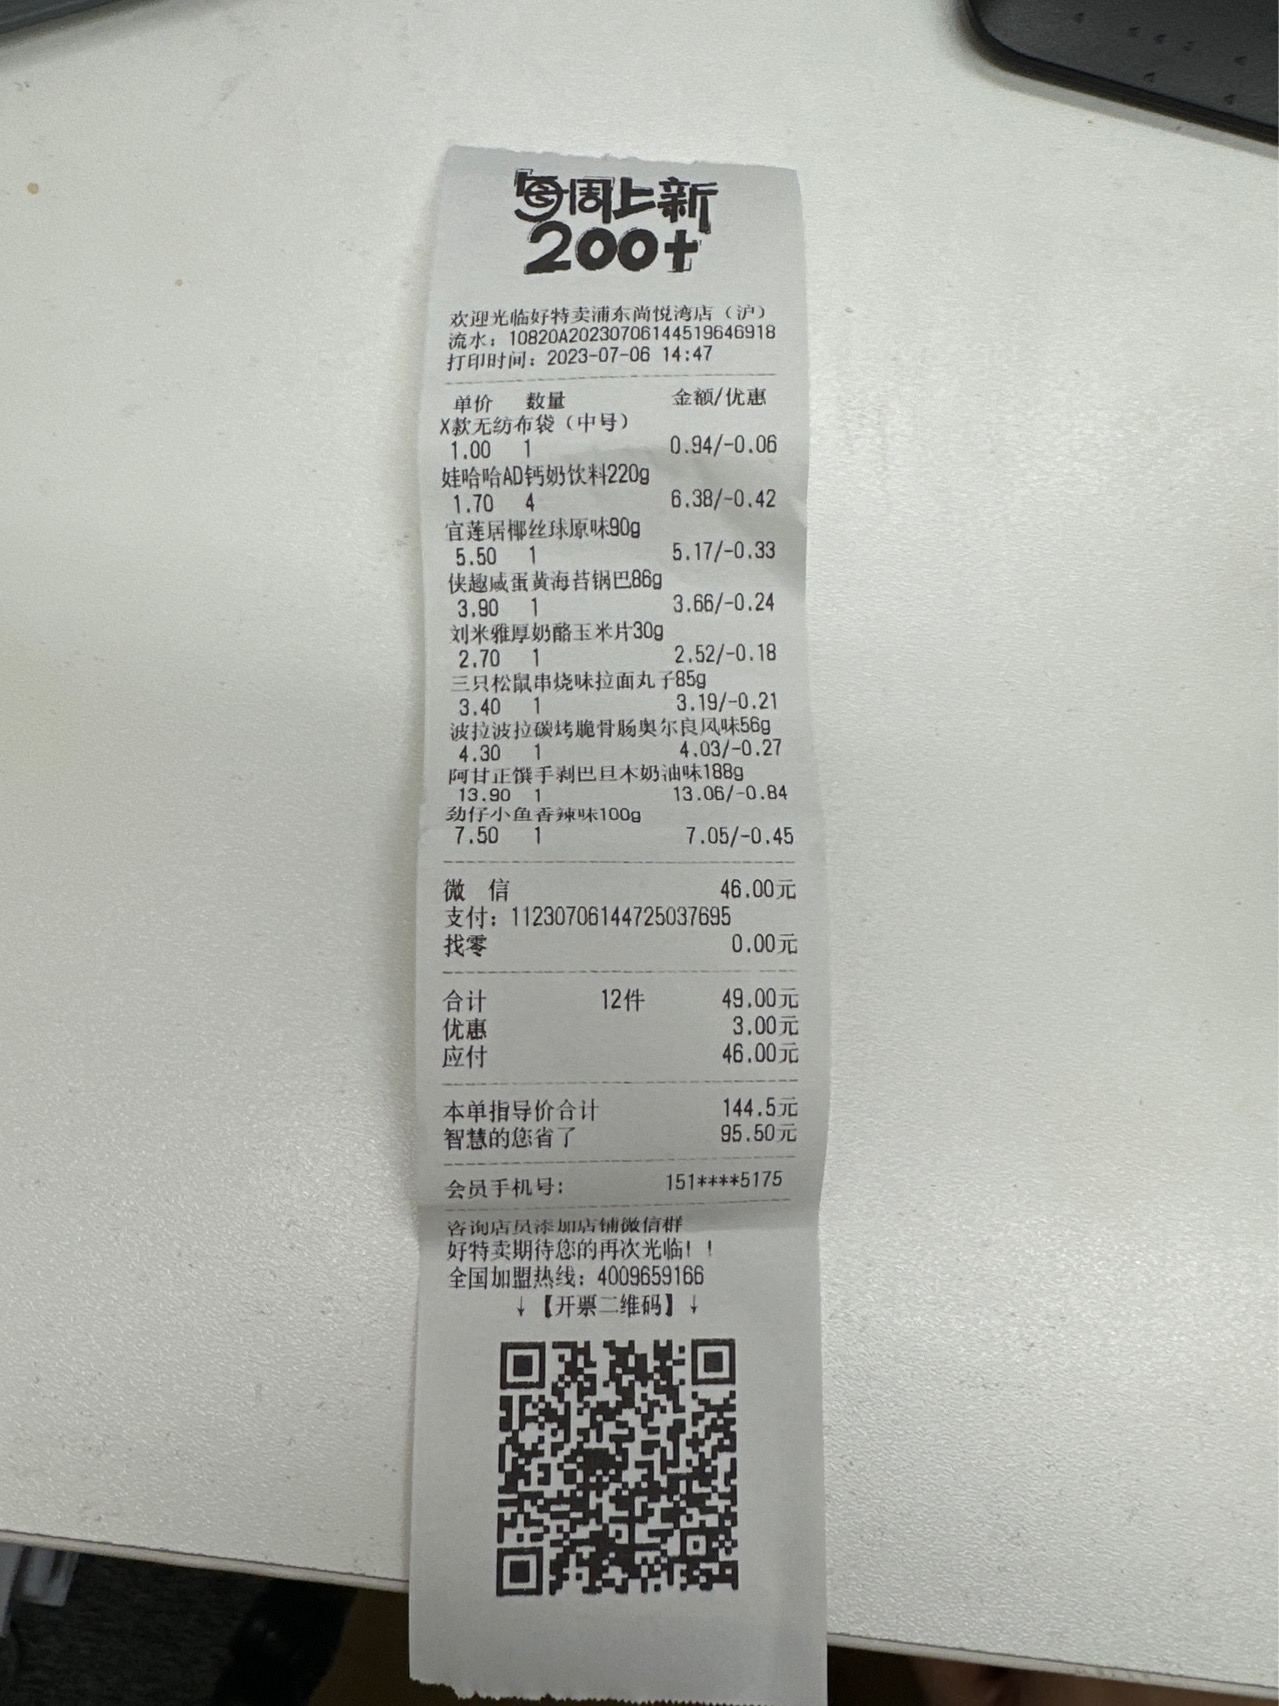 每周上新
200+
欢迎光临好特卖浦东尚悦湾店（沪）
流水：10820A20230706144519646918
打印时间：2023-07-06 14:47
单价 数量 金额/优惠
X款无纺布袋（中号）
1.00 1 0.94/-0.06
娃哈哈AD钙奶饮料220g
1.70 4 6.38/-0.42
宜莲居椰丝球原味90g
5.50 1 5.17/-0.33
侠趣咸蛋黄海苔锅巴86g
3.90 1 3.66/-0.24
刘米雅厚奶酪玉米片30g
2.70 1 2.52/-0.18
三只松鼠串烧味拉面丸子85g
3.40 1 3.19/-0.21
波拉波拉碳烤脆骨肠奥尔良风味56g
4.30 1 4.03/-0.27
阿甘正馔手剥巴旦木奶油味188g
13.90 1 13.06/-0.84
劲仔小鱼香辣味100g
7.50 1 7.05/-0.45
微 信 46.00元
支付：11230706144725037695
找零 0.00元
合计 12件 49.00元
优惠 3.00元
应付 46.00元
本单指导价合计 144.5元
智慧的您省了 95.50元
会员手机号： 151****5175
咨询店员添加店铺微信群
好特卖期待您的再次光临！！
全国加盟热线：4009659166
↓【开票二维码】↓